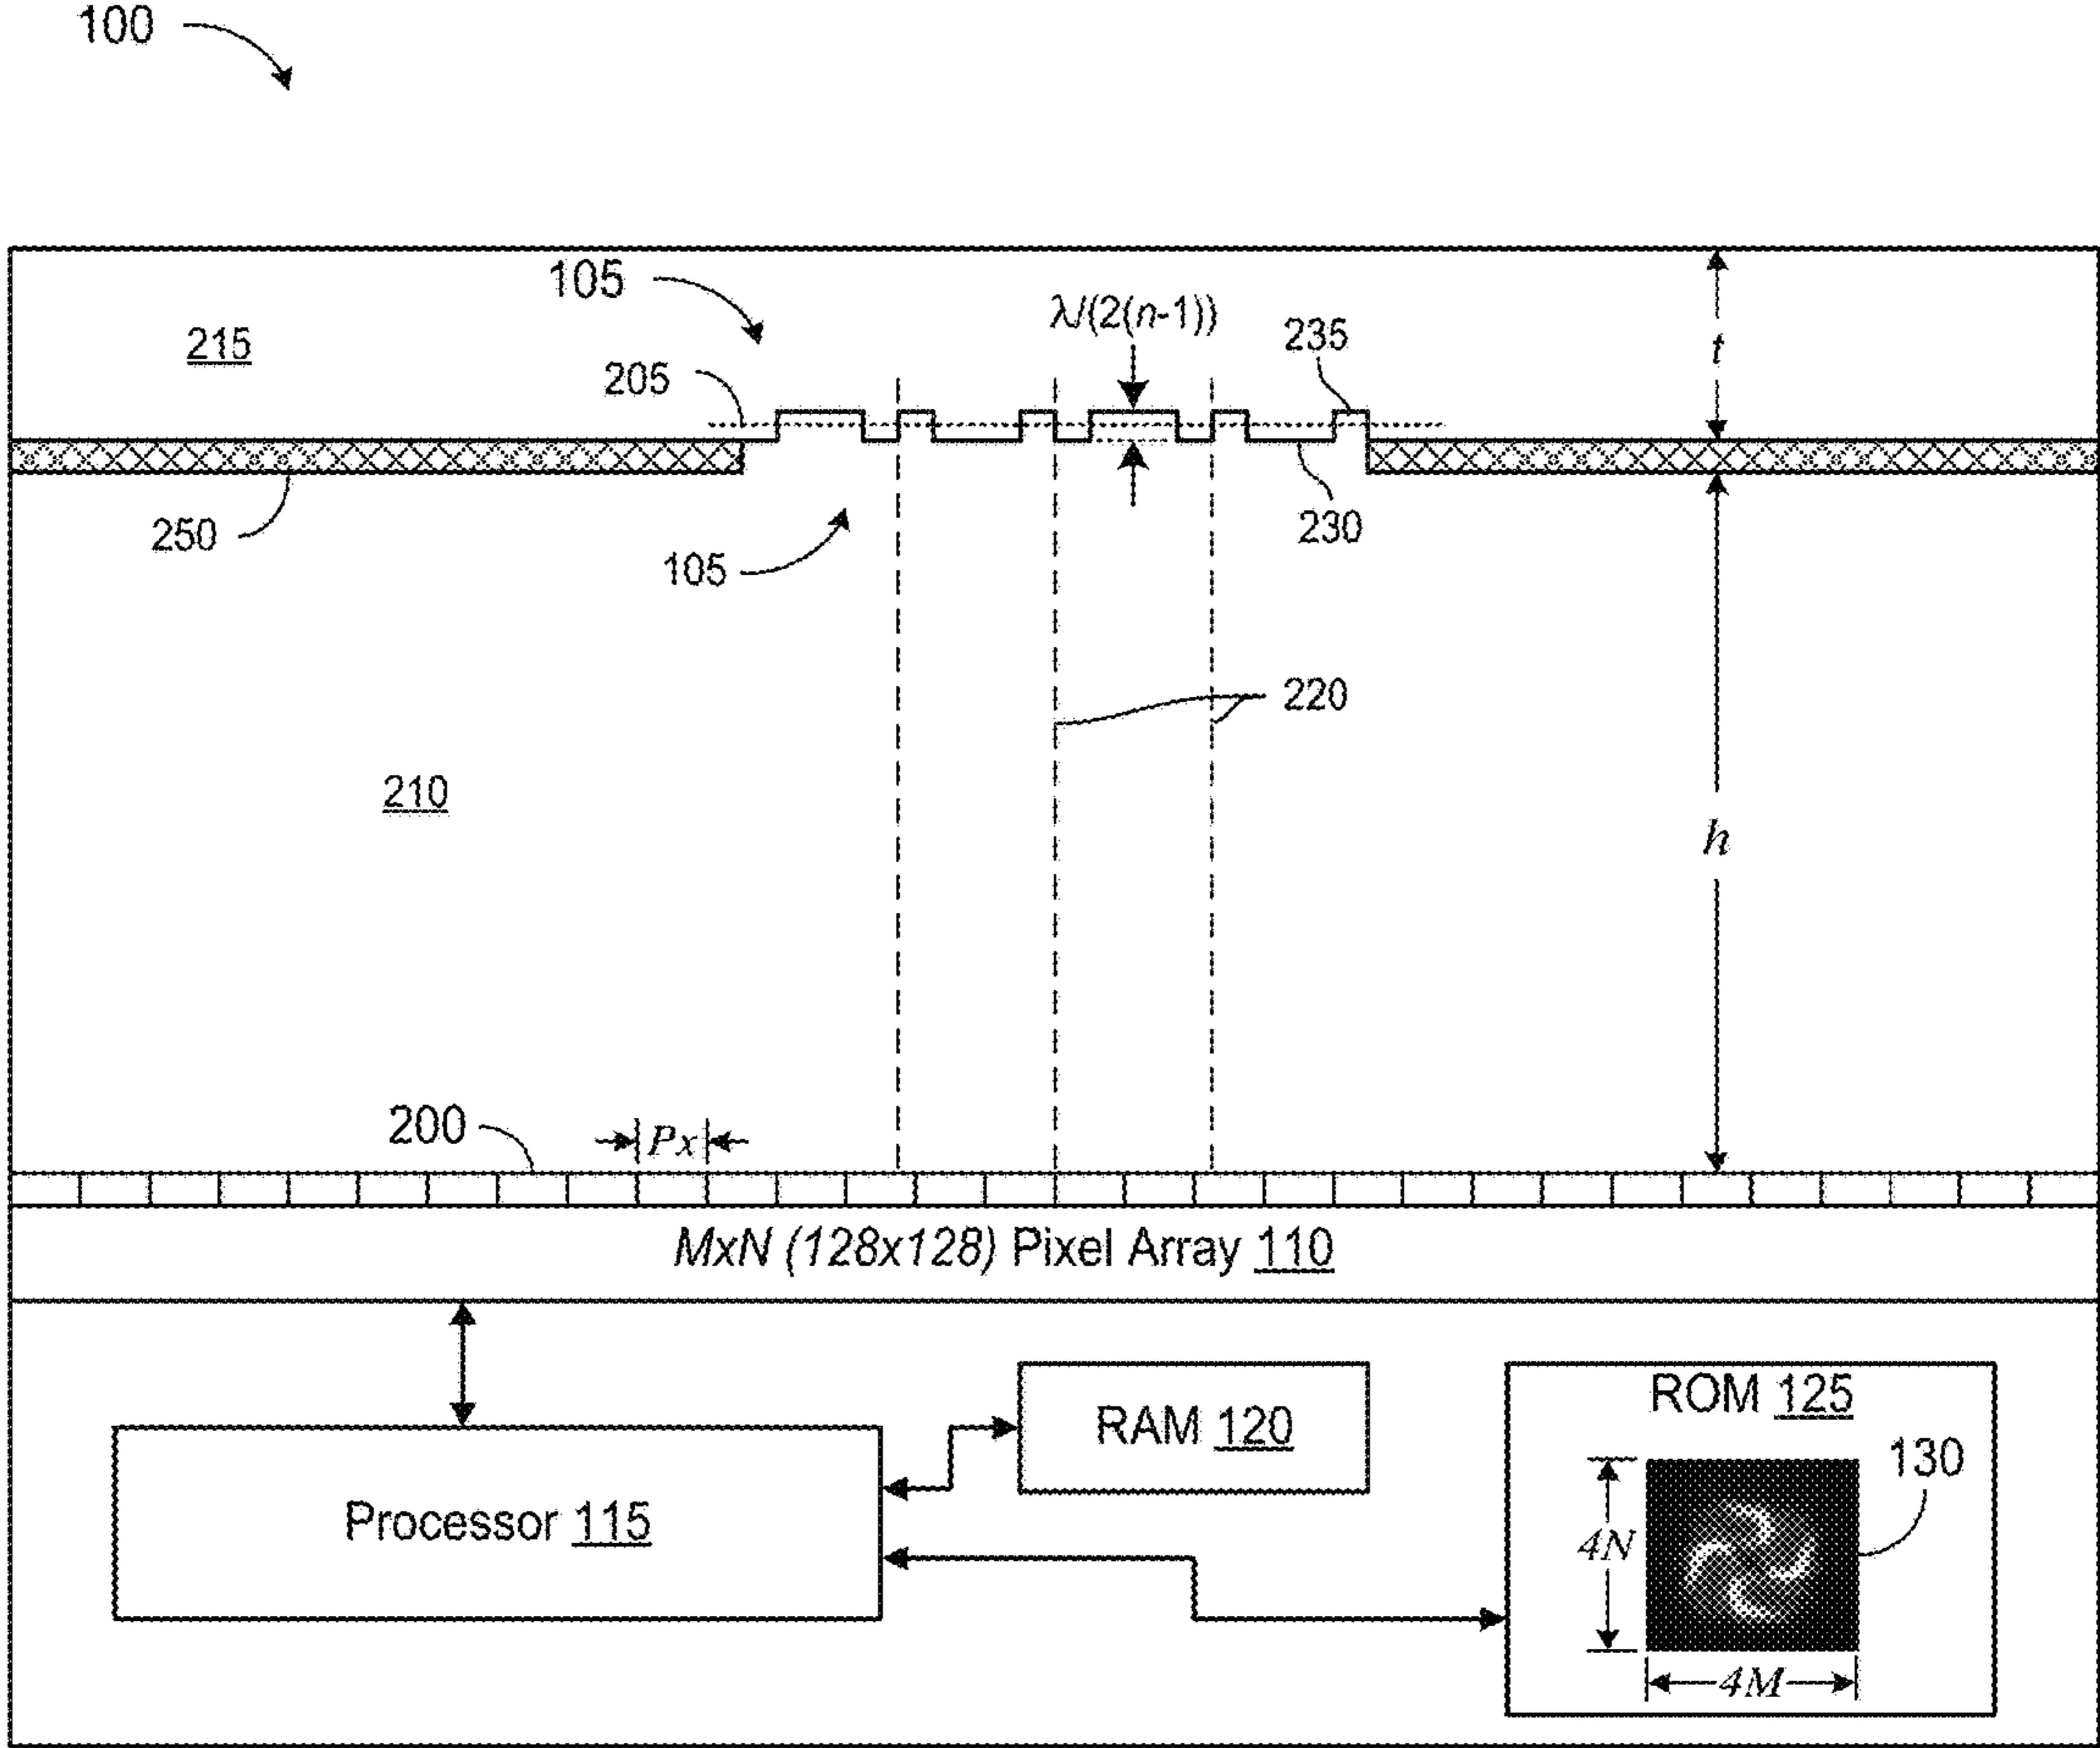 100
105
λ/(2(n-1))
235
215
205
t
250
230
105
220
210
h
200
Px
MxN (128x128) Pixel Array 110
ROM 125
RAM 120
130
Processor 115
4N
4M